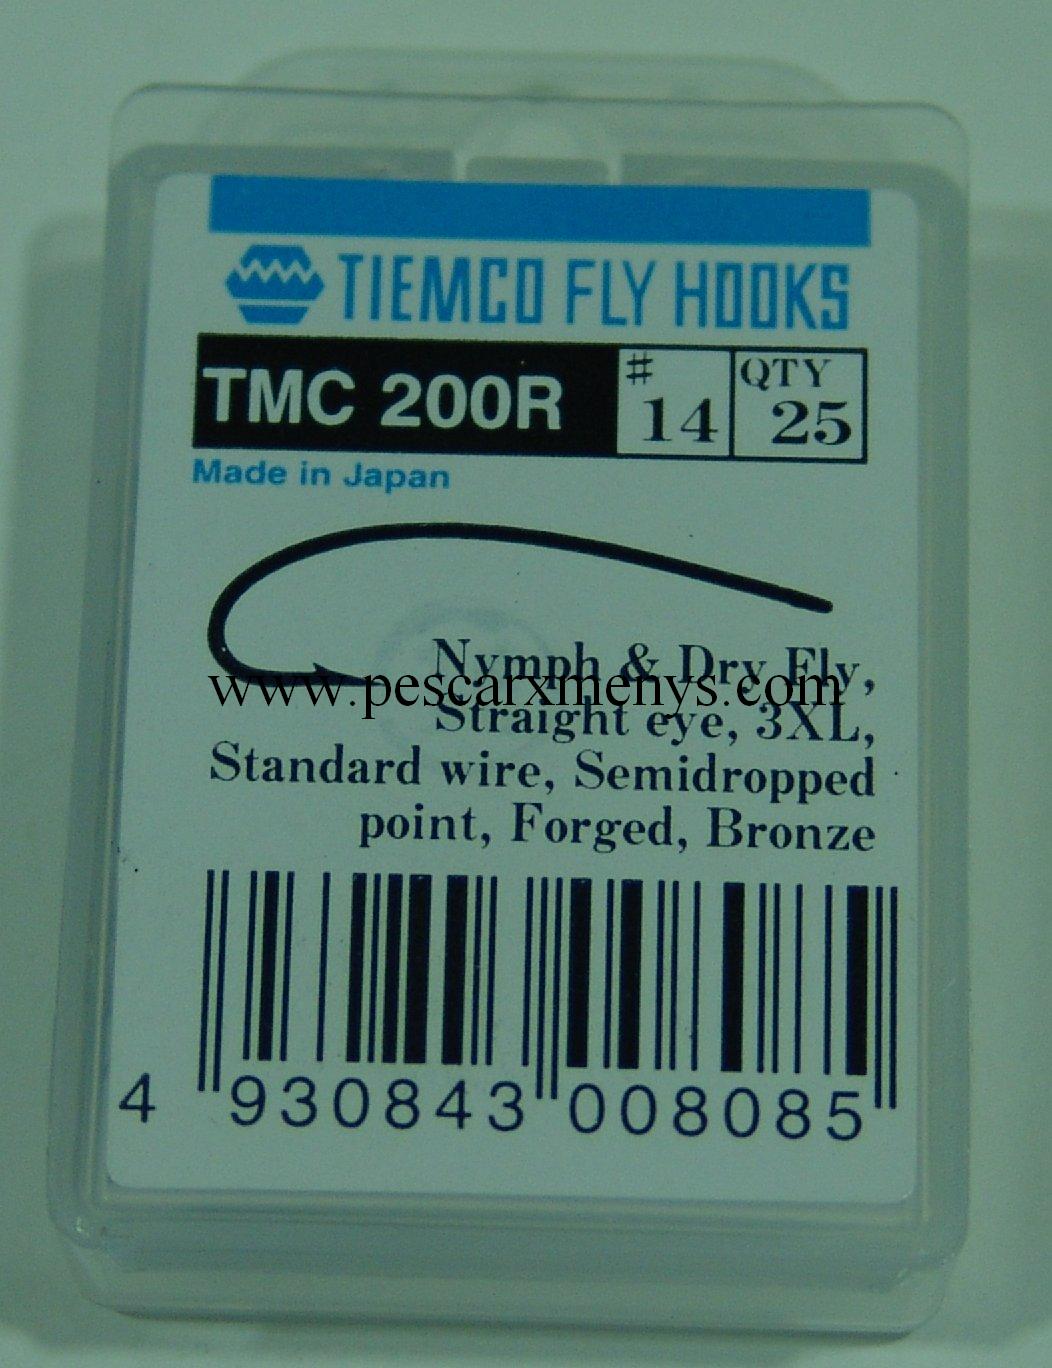 TIEMCO FLY HOOKS
TMC 200R # 14 QTY 25
Made in Japan
Nymph & Dry Fly,
www.pescarxmenys.com
Straight eye, 3XL,
Standard wire, Semidropped
point, Forged, Bronze
4 930843 008085